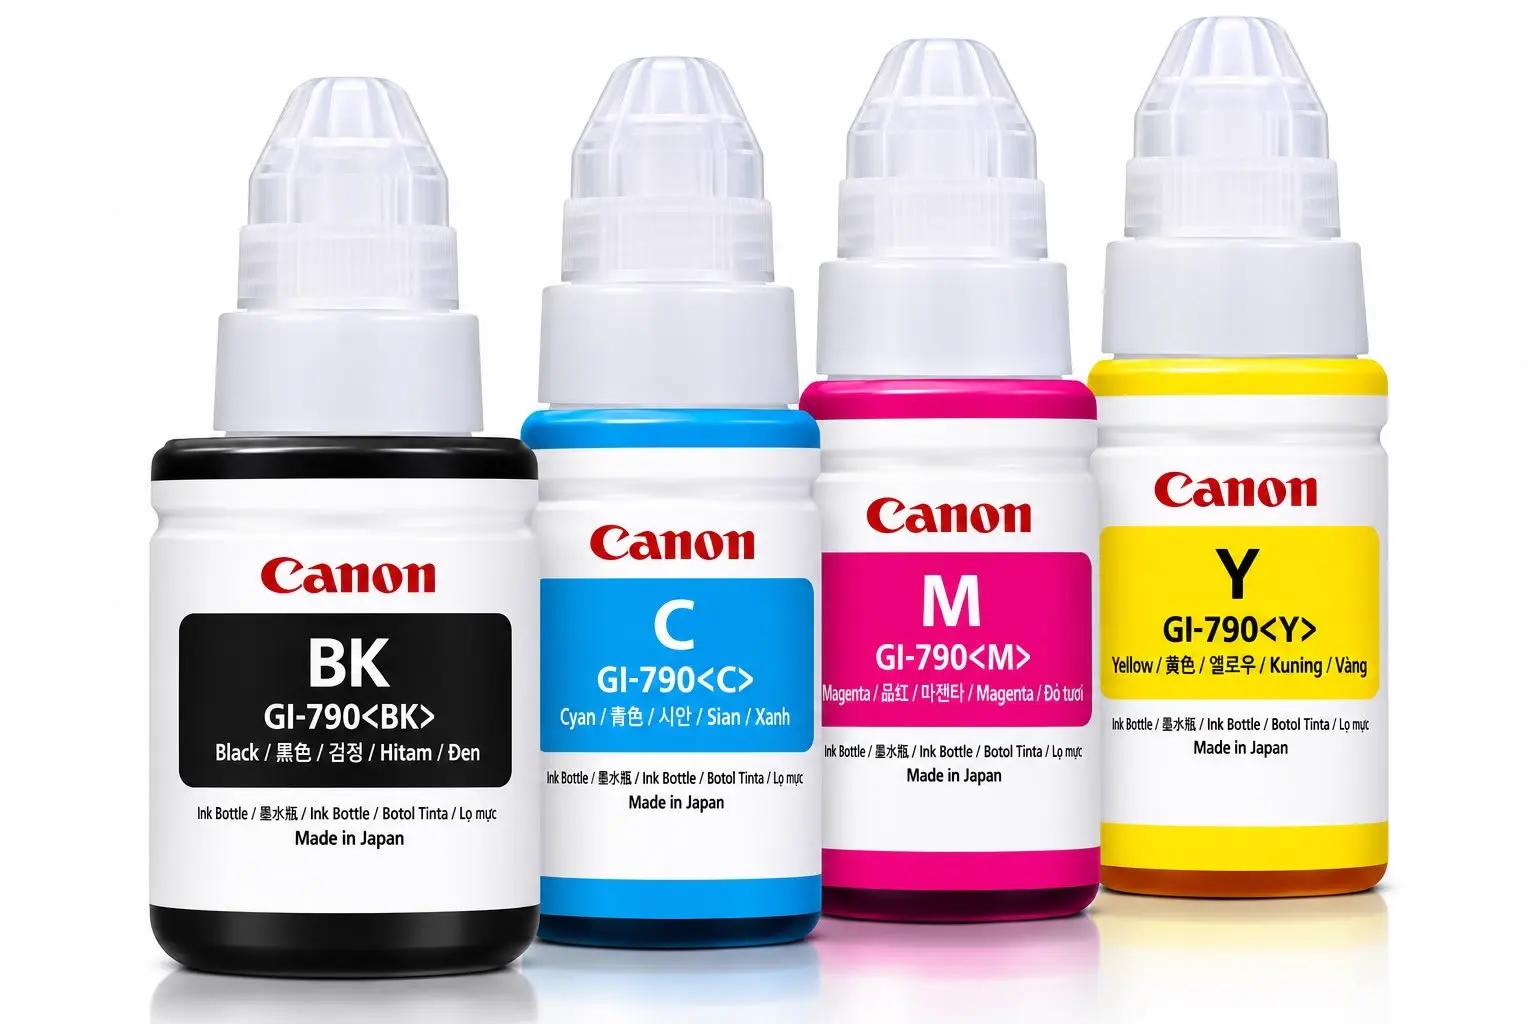 Canon
BK
GI-790<BK>
Black / 黒色 / 검정 / Hitam / Đen
Ink Bottle / 墨水瓶 / Ink Bottle / Botol Tinta / Lọ mực
Made in Japan
Canon
C
GI-790<C>
Cyan / 青色 / 시안 / Sian / Xanh
Ink Bottle / 墨水瓶 / Ink Bottle / Botol Tinta / Lọ mực
Made in Japan
Canon
M
GI-790<M>
Magenta / 品红 / 마젠타 / Magenta / Đỏ tươi
Ink Bottle / 墨水瓶 / Ink Bottle / Botol Tinta / Lọ mực
Made in Japan
Canon
Y
GI-790<Y>
Yellow / 黄色 / 옐로우 / Kuning / Vàng
Ink Bottle / 墨水瓶 / Ink Bottle / Botol Tinta / Lọ mực
Made in Japan